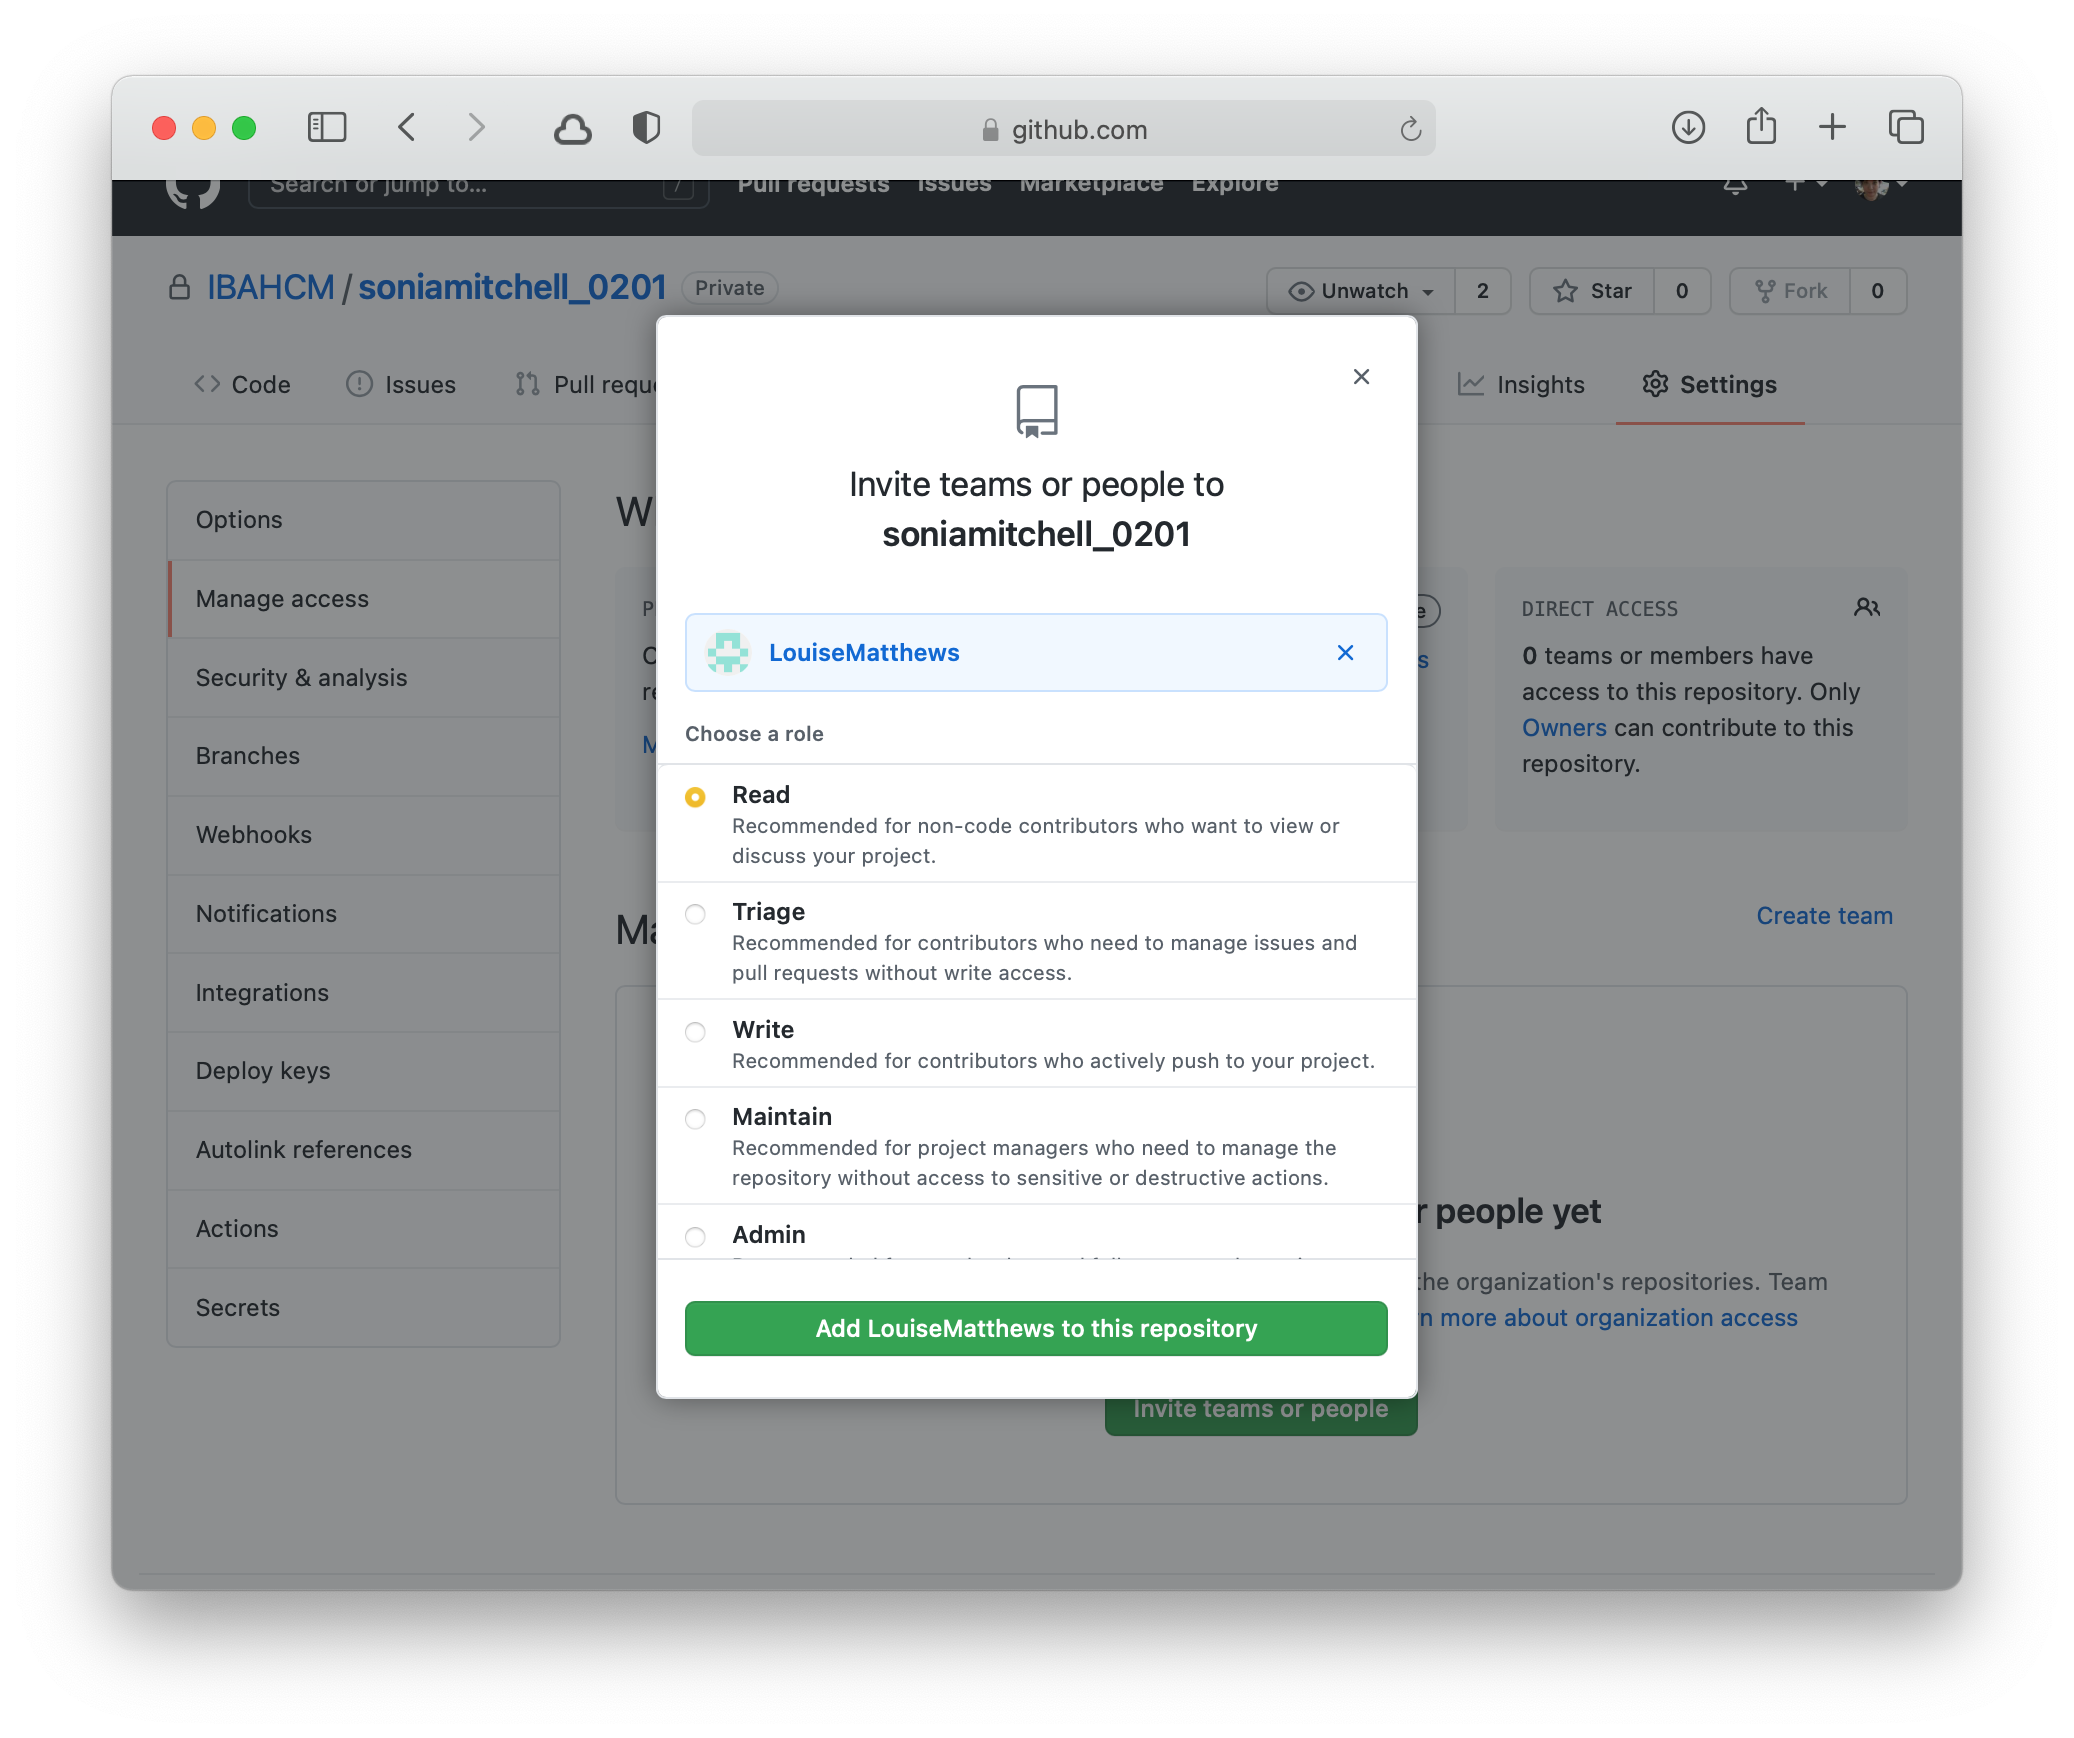 github.com
Search or jump to... /
Pull requests Issues Marketplace Explore
IBAHCM / soniamitchell_0201 Private
Unwatch 2 Star 0 Fork 0
Code Issues Pull reque Insights Settings
Invite teams or people to
soniamitchell_0201
LouiseMatthews
Choose a role
Read
Recommended for non-code contributors who want to view or
discuss your project.
Triage
Recommended for contributors who need to manage issues and
pull requests without write access.
Write
Recommended for contributors who actively push to your project.
Maintain
Recommended for project managers who need to manage the
repository without access to sensitive or destructive actions.
Admin
Add LouiseMatthews to this repository
Options
Manage access
Security & analysis
Branches
Webhooks
Notifications
Integrations
Deploy keys
Autolink references
Actions
Secrets
DIRECT ACCESS
0 teams or members have
access to this repository. Only
Owners can contribute to this
repository.
Create team
people yet
the organization's repositories. Team
more about organization access
Invite teams or people